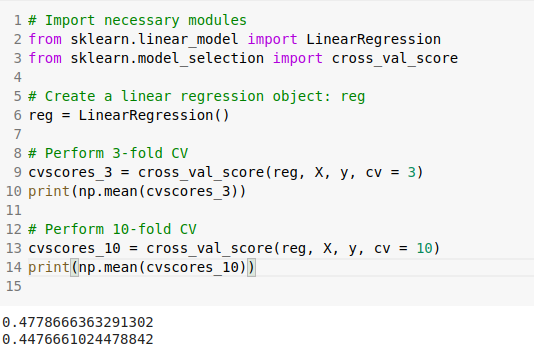 1 # Import necessary modules
2 from sklearn.linear_model import LinearRegression
3 from sklearn.model_selection import cross_val_score
4
5 # Create a linear regression object: reg
6 reg = LinearRegression()
7
8 # Perform 3-fold CV
9 cvscores_3 = cross_val_score(reg, X, y, cv = 3)
10 print(np.mean(cvscores_3))
11
12 # Perform 10-fold CV
13 cvscores_10 = cross_val_score(reg, X, y, cv = 10)
14 print(np.mean(cvscores_10))
15
0.4778666363291302
0.4476661024478842